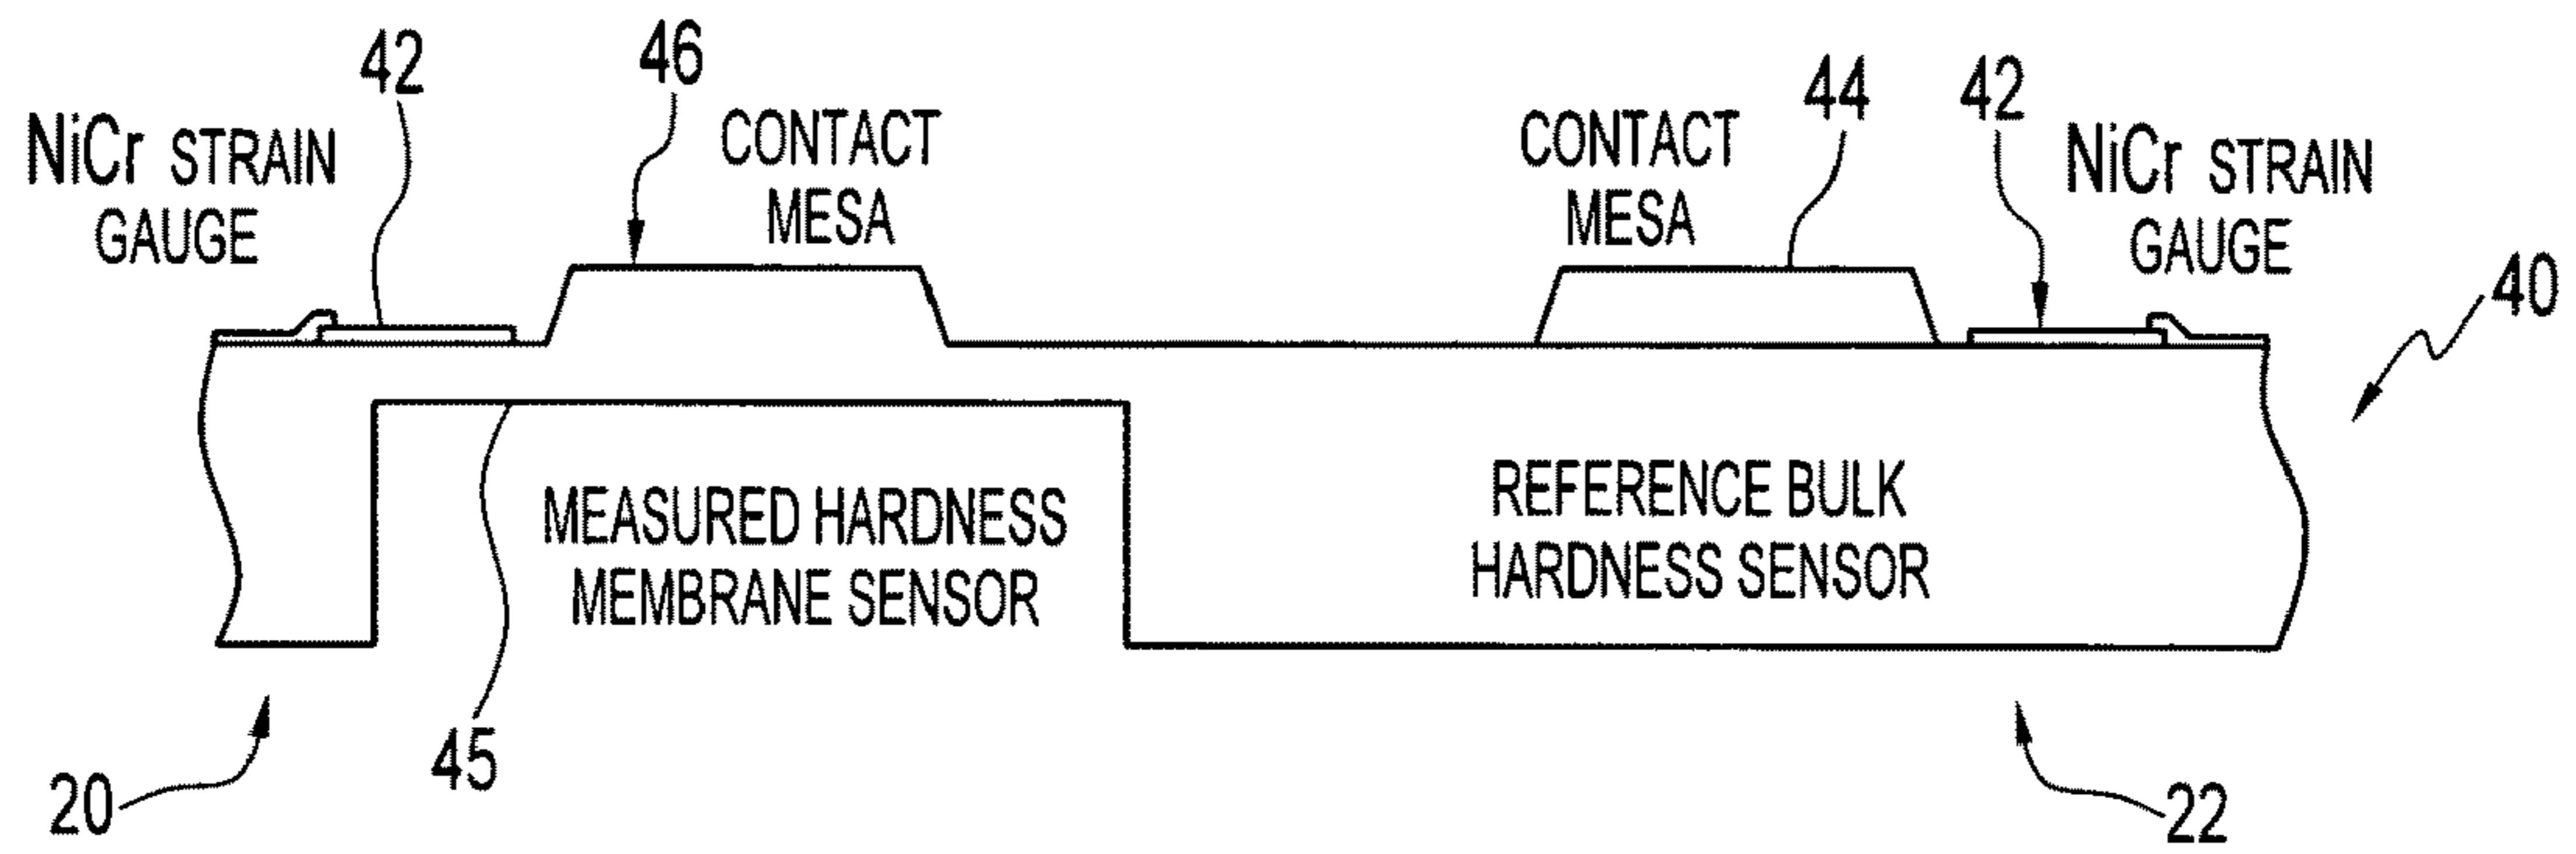 42
46
44
42
NiCr STRAIN
GAUGE
CONTACT
MESA
CONTACT
MESA
NiCr STRAIN
GAUGE
40
MEASURED HARDNESS
MEMBRANE SENSOR
REFERENCE BULK
HARDNESS SENSOR
45
20
22